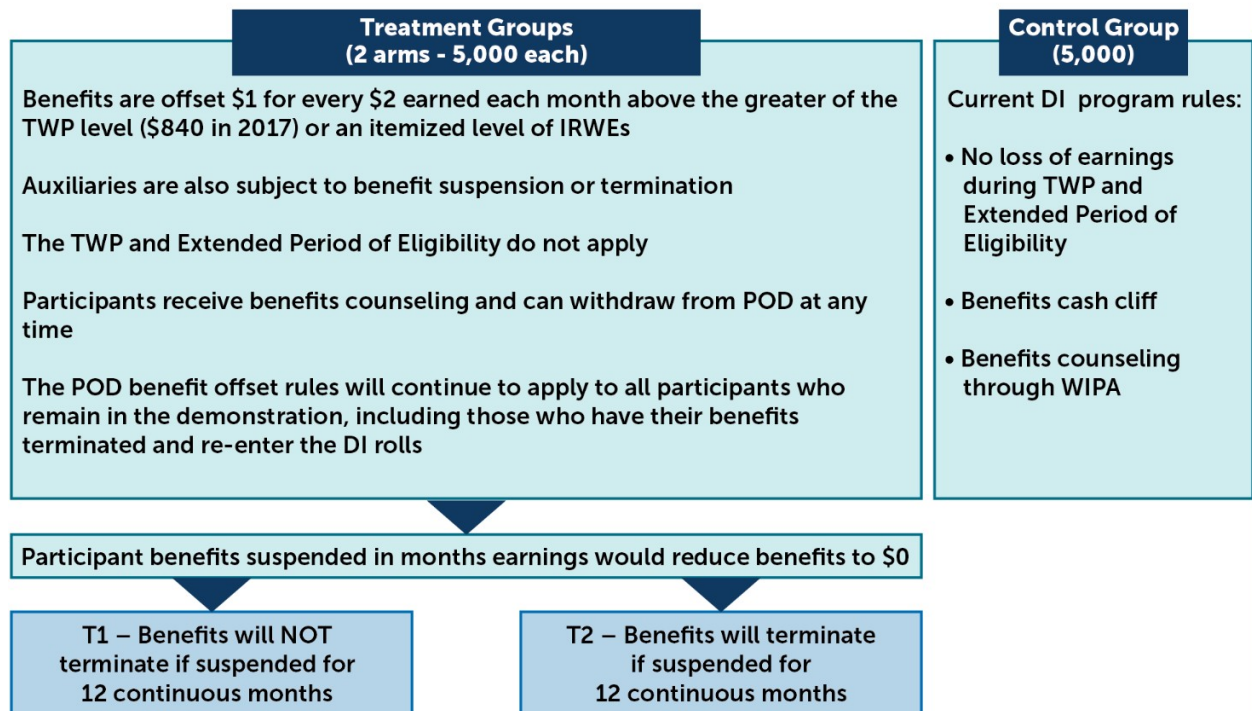 Treatment Groups
(2 arms - 5,000 each)
Benefits are offset $1 for every $2 earned each month above the greater of the
TWP level ($840 in 2017) or an itemized level of IRWEs
Auxiliaries are also subject to benefit suspension or termination
The TWP and Extended Period of Eligibility do not apply
Participants receive benefits counseling and can withdraw from POD at any
time
The POD benefit offset rules will continue to apply to all participants who
remain in the demonstration, including those who have their benefits
terminated and re-enter the DI rolls
Control Group
(5,000)
Current DI program rules:
• No loss of earnings
during TWP and
Extended Period of
Eligibility
• Benefits cash cliff
• Benefits counseling
through WIPA
Participant benefits suspended in months earnings would reduce benefits to $0
T1 – Benefits will NOT
terminate if suspended for
12 continuous months
T2 – Benefits will terminate
if suspended for
12 continuous months